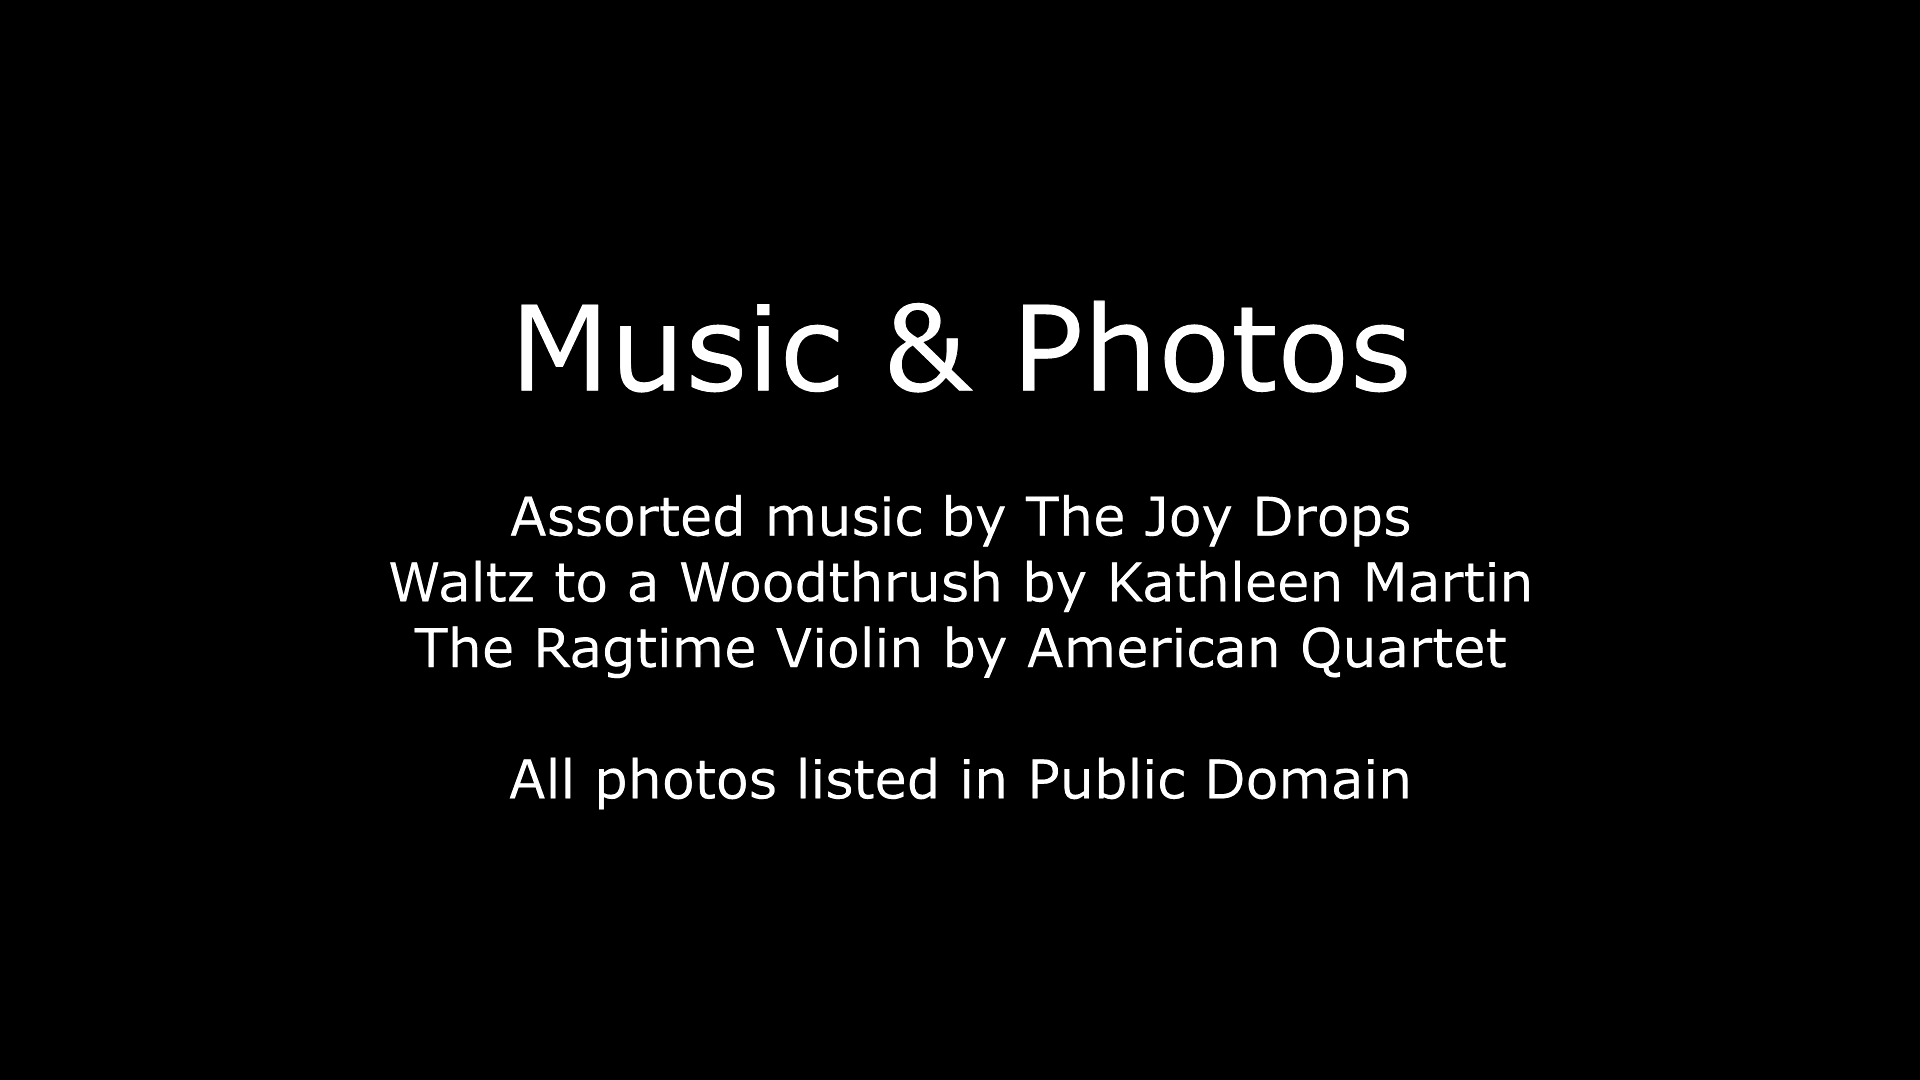 Music & Photos
Assorted music by The Joy Drops
Waltz to a Woodthrush by Kathleen Martin
The Ragtime Violin by American Quartet
All photos listed in Public Domain